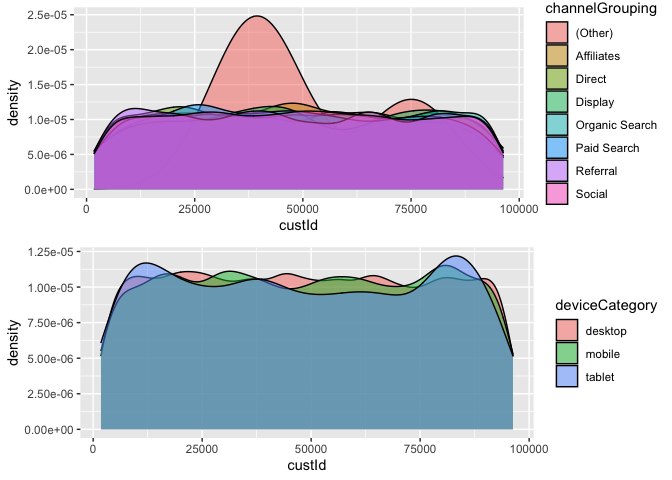 channelGrouping
(Other)
Affiliates
Direct
Display
Organic Search
Paid Search
Referral
Social
density
2.5e-05
2.0e-05
1.5e-05
1.0e-05
5.0e-06
0.0e+00
0 25000 50000 75000 100000
custId
deviceCategory
desktop
mobile
tablet
density
1.25e-05
1.00e-05
7.50e-06
5.00e-06
2.50e-06
0.00e+00
0 25000 50000 75000 100000
custId